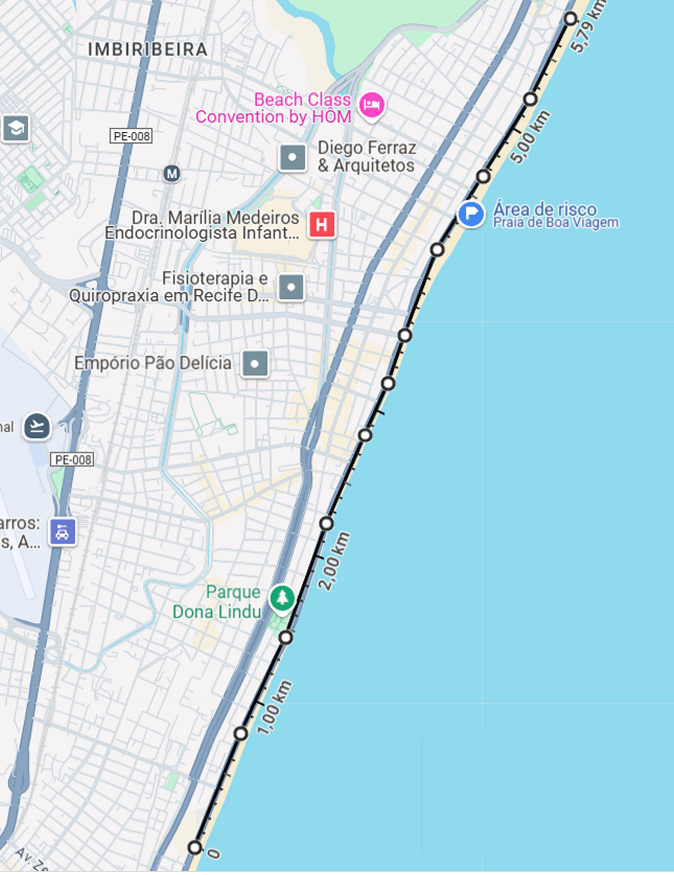 5,79 km
IMBIRIBEIRA
Beach Class
Convention by HOM
PE-008
5,00 km
Diego Ferraz
& Arquitetos
M
Área de risco
Praia de Boa Viagem
Dra. Marília Medeiros
Endocrinologista Infant...
H
P
Fisioterapia e
Quiropraxia em Recife D...
Empório Pão Delícia
nal
PE-008
arros:
s, A...
2,00 km
Parque
Dona Lindu
1,00 km
0
Av. Ze